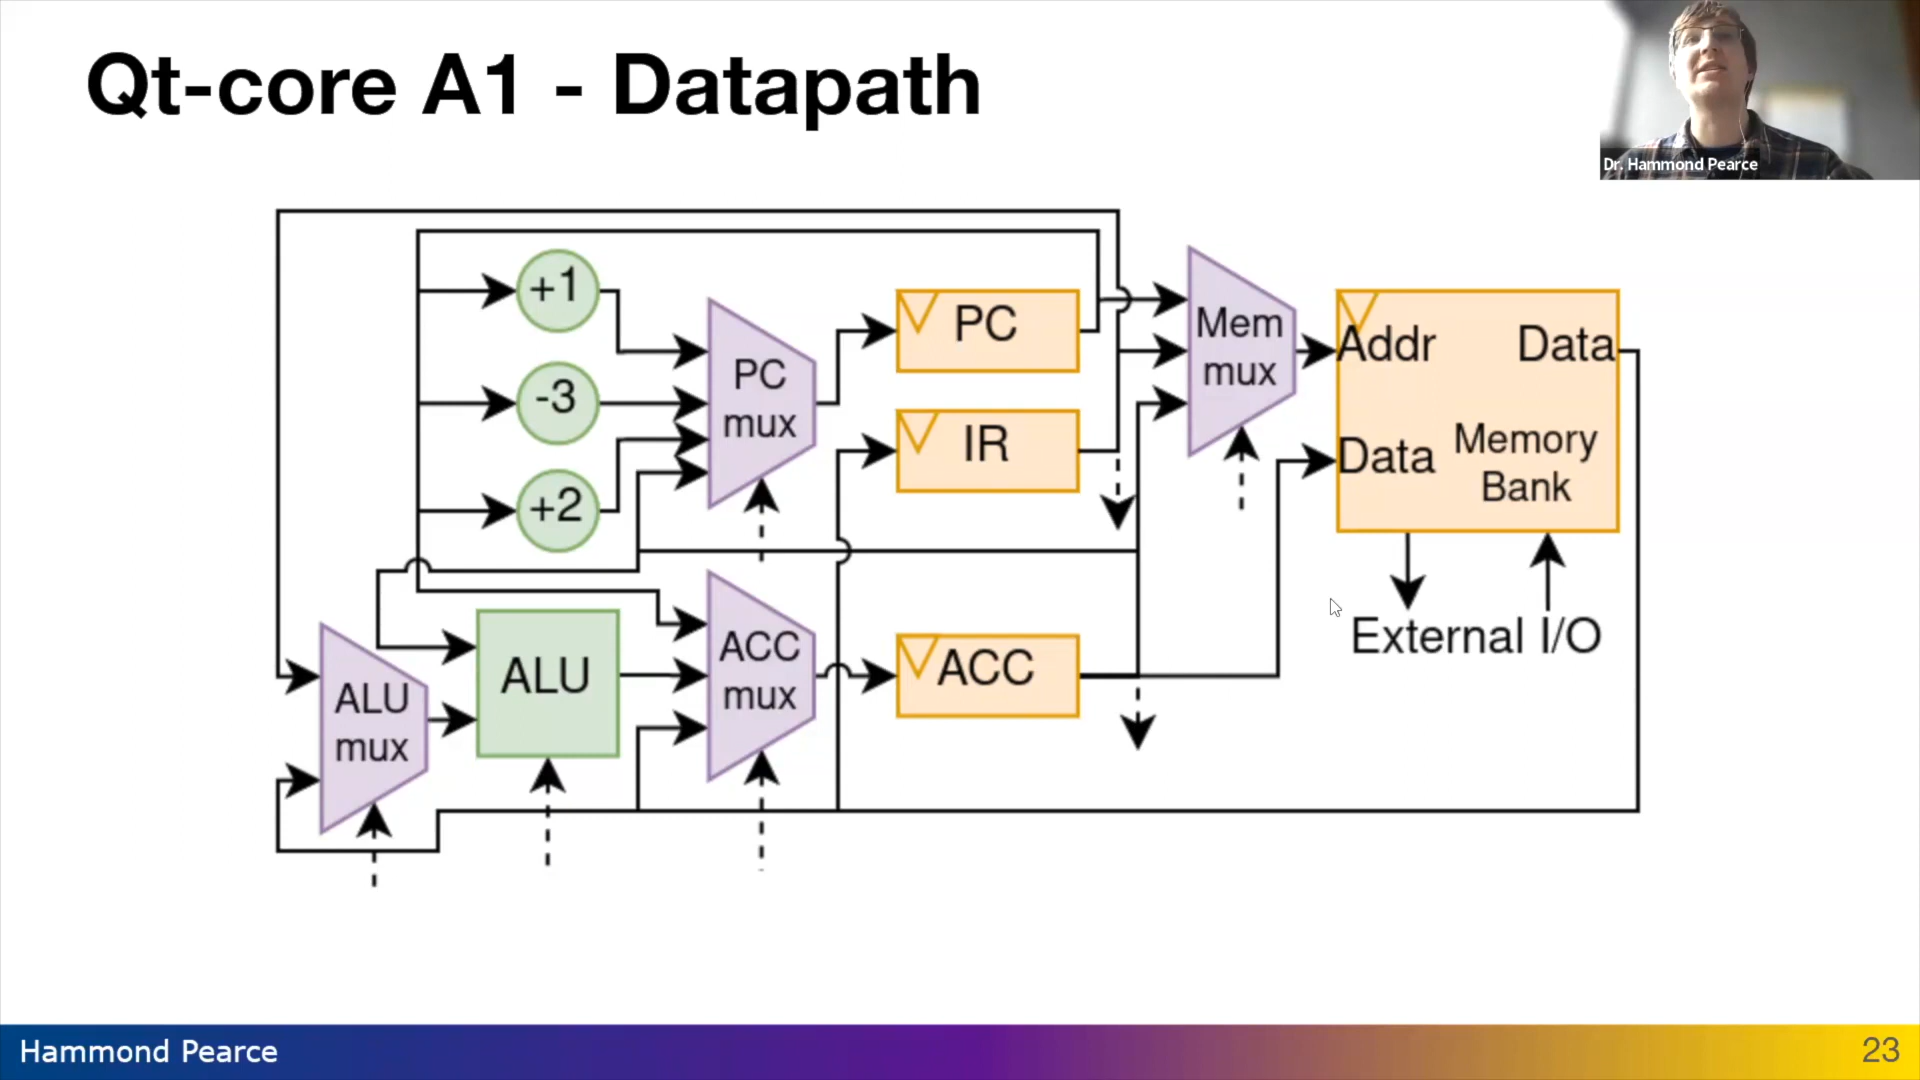 Qt-core A1 - Datapath
Dr. Hammond Pearce
+1
-3
+2
PC
mux
PC
IR
Mem
mux
Addr
Data
Data
Memory
Bank
External I/O
ALU
mux
ALU
ACC
mux
ACC
Hammond Pearce
23